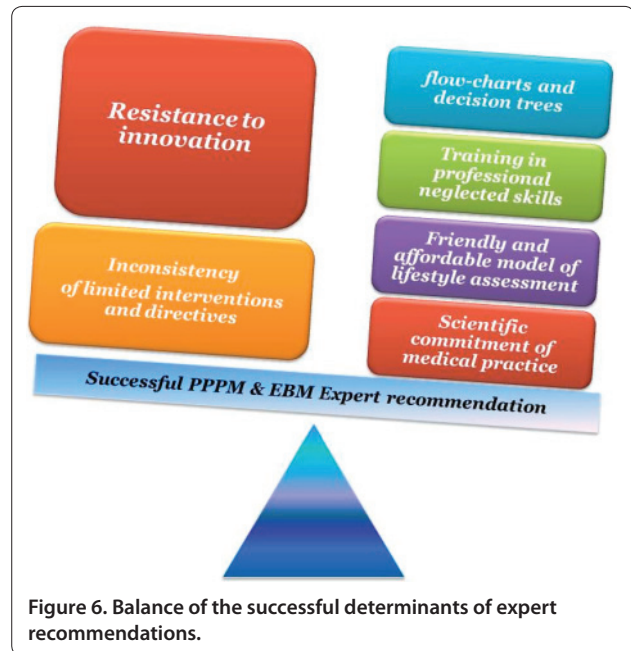 Resistance to
innovation
Inconsistency
of limited interventions
and directives
flow-charts and
decision trees
Training in
professional
neglected skills
Friendly and
affordable model of
lifestyle assessment
Scientific
commitment of
medical practice
Successful PPPM & EBM Expert recommendation
Figure 6. Balance of the successful determinants of expert
recommendations.